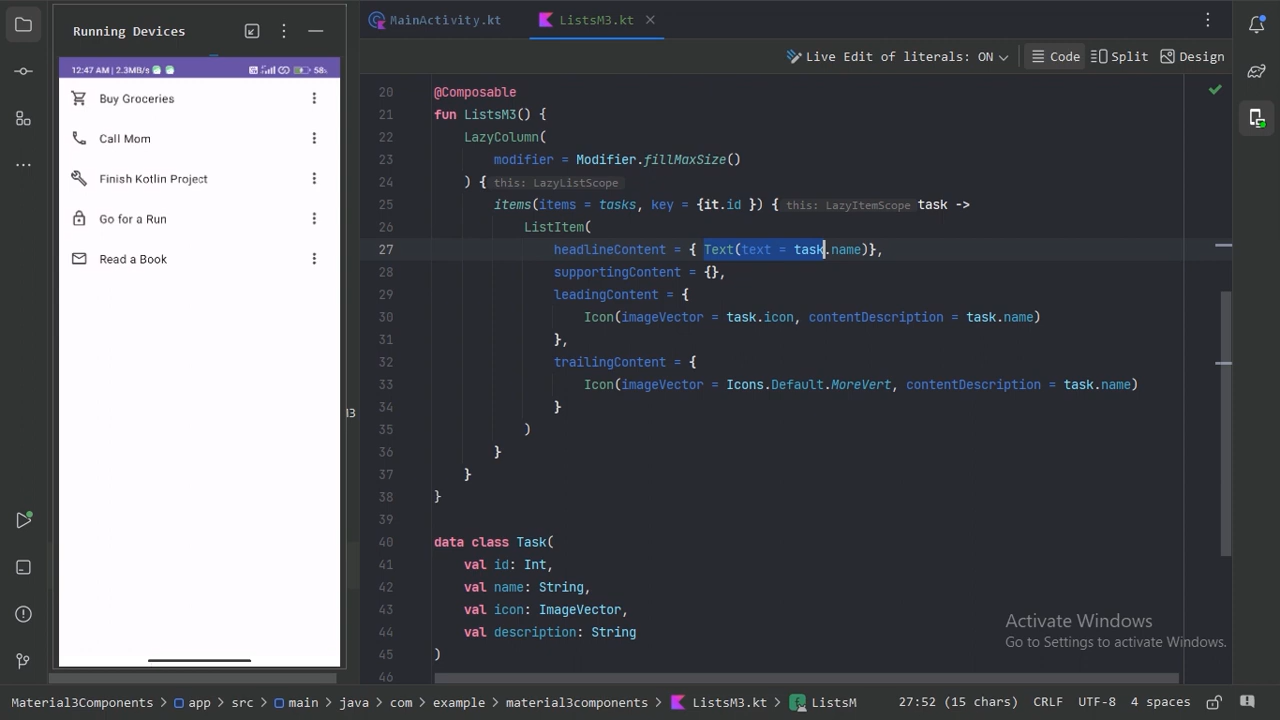 Running Devices
12:47 AM | 2.3MB/s
58%
Buy Groceries
Call Mom
Finish Kotlin Project
Go for a Run
Read a Book
MainActivity.kt
ListsM3.kt
Live Edit of literals: ON
Code
Split
Design
20 @Composable
21 fun ListsM3() {
22 LazyColumn(
23 modifier = Modifier.fillMaxSize()
24 ) { this: LazyListScope
25 items(items = tasks, key = {it.id }) { this: LazyItemScope task ->
26 ListItem(
27 headlineContent = { Text(text = task.name)},
28 supportingContent = {},
29 leadingContent = {
30 Icon(imageVector = task.icon, contentDescription = task.name)
31 },
32 trailingContent = {
33 Icon(imageVector = Icons.Default.MoreVert, contentDescription = task.name)
34 }
35 )
36 }
37 }
38 }
39
40 data class Task(
41 val id: Int,
42 val name: String,
43 val icon: ImageVector,
44 val description: String
45 )
46
M3
Activate Windows
Go to Settings to activate Windows.
Material3Components > app > src > main > java > com > example > material3components > ListsM3.kt > ListsM
27:52 (15 chars) CRLF UTF-8 4 spaces